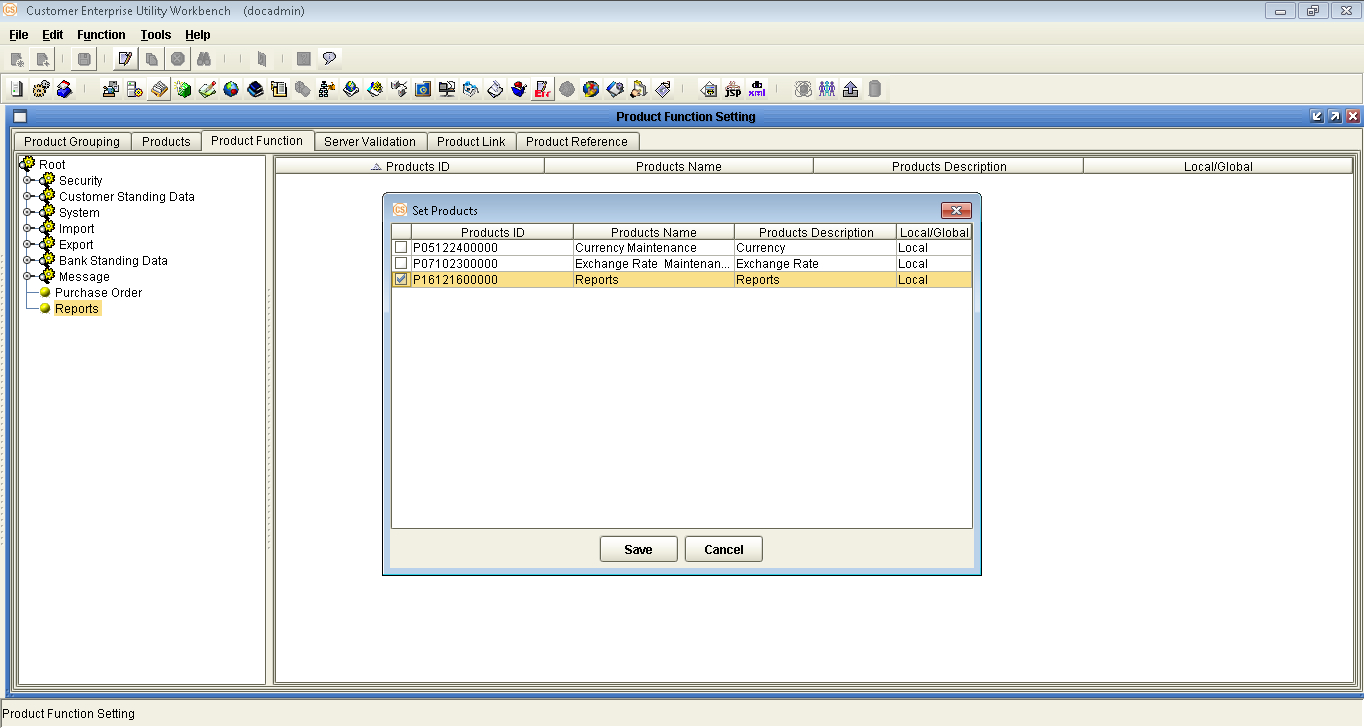 CS Customer Enterprise Utility Workbench (docadmin)
File Edit Function Tools Help
JSP xml
Product Function Setting
Product Grouping Products Product Function Server Validation Product Link Product Reference
Root
Security
Customer Standing Data
System
Import
Export
Bank Standing Data
Message
Purchase Order
Reports
Products ID Products Name Products Description Local/Global
CS Set Products
Products ID Products Name Products Description Local/Global
P05122400000 Currency Maintenance Currency Local
P07102300000 Exchange Rate Maintenan... Exchange Rate Local
P16121600000 Reports Reports Local
Save Cancel
Product Function Setting